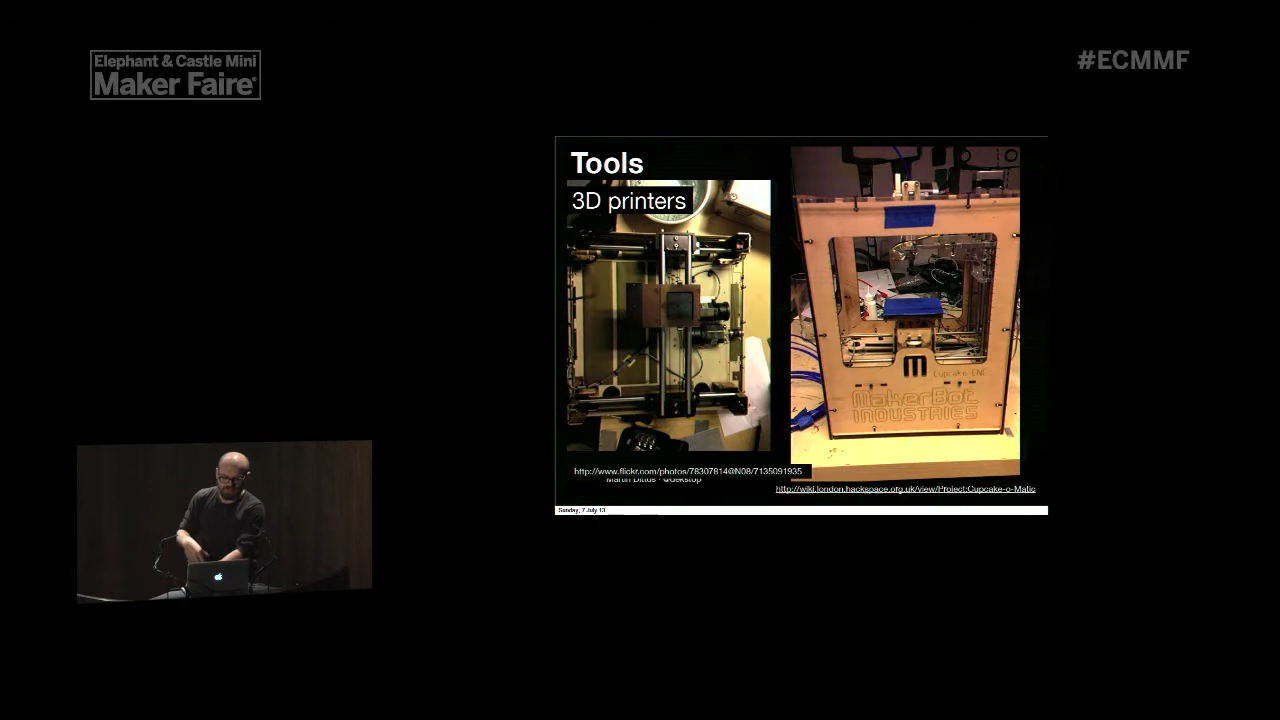 Elephant & Castle Mini
Maker Faire®
#ECMMF
Tools
3D printers
Cupcake CNC
MakerBot
INDUSTRIES
http://www.flickr.com/photos/78307814@N08/7135091935
Martin Dittus · @dekstop
http://wiki.london.hackspace.org.uk/view/Project:Cupcake-o-Matic
Sunday, 7 July 13